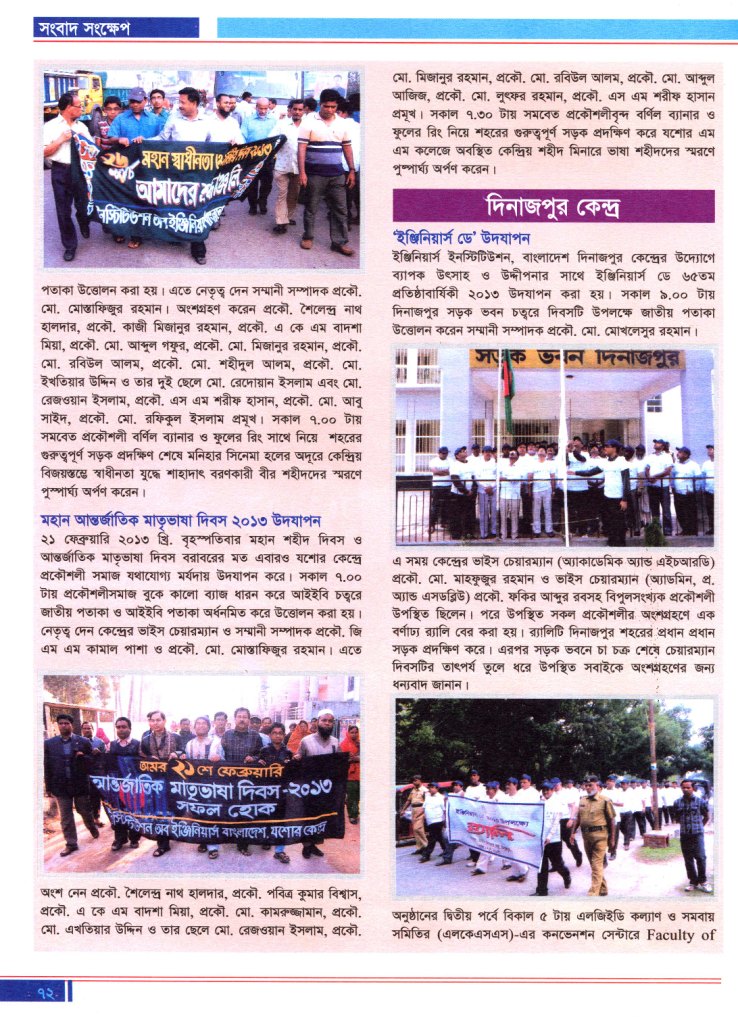 সংবাদ সংক্ষেপ
২৬ মার্চ মহান স্বাধীনতা
আমাদের
ইনস্টিটিউশন অব ইঞ্জিনিয়ার্স
পতাকা উত্তোলন করা হয়। এতে নেতৃত্ব দেন সম্মানী সম্পাদক প্রকৌ.
মো. মোস্তাফিজুর রহমান। অংশগ্রহণ করেন প্রকৌ. শৈলেন্দ্র নাথ
হালদার, প্রকৌ. কাজী মিজানুর রহমান, প্রকৌ. এ কে এম বাদশা
মিয়া, প্রকৌ. মো. আব্দুল গফুর, প্রকৌ. মো. মিজানুর রহমান, প্রকৌ.
মো. রবিউল আলম, প্রকৌ. মো. শহীদুল আলম, প্রকৌ. মো.
ইখতিয়ার উদ্দিন ও তার দুই ছেলে মো. রেদোয়ান ইসলাম এবং মো.
রেজওয়ান ইসলাম, প্রকৌ. এস এম শরীফ হাসান, প্রকৌ. মো. আবু
সাইদ, প্রকৌ. মো. রফিকুল ইসলাম প্রমূখ। সকাল ৭.০০ টায়
সমবেত প্রকৌশলী বর্ণিল ব্যানার ও ফুলের রিং সাথে নিয়ে শহরের
গুরুত্বপূর্ণ সড়ক প্রদক্ষিণ শেষে মনিহার সিনেমা হলের অদূরে কেন্দ্রিয়
বিজয়স্তম্ভে স্বাধীনতা যুদ্ধে শাহাদাৎ বরণকারী বীর শহীদদের স্মরণে
পুস্পার্ঘ্য অর্পণ করেন।
মহান আন্তর্জাতিক মাতৃভাষা দিবস ২০১৩ উদযাপন
২১ ফেব্রুয়ারি ২০১৩ খ্রি. বৃহস্পতিবার মহান শহীদ দিবস ও
আন্তর্জাতিক মাতৃভাষা দিবস বরাবরের মত এবারও যশোর কেন্দ্রে
প্রকৌশলী সমাজ যথাযোগ্য মর্যদায় উদযাপন করে। সকাল ৭.০০
টায় প্রকৌশলীসমাজ বুকে কালো ব্যাজ ধারন করে আইইবি চত্বরে
জাতীয় পতাকা ও আইইবি পতাকা অর্ধনমিত করে উত্তোলন করা হয়।
নেতৃত্ব দেন কেন্দ্রের ভাইস চেয়ারম্যান ও সম্মানী সম্পাদক প্রকৌ. জি
এম এম কামাল পাশা ও প্রকৌ. মো. মোস্তাফিজুর রহমান। এতে
অমর ২১ শে ফেব্রুয়ারি
আন্তর্জাতিক মাতৃভাষা দিবস-২০১৩
সফল হোক
ইনস্টিটিউশন অব ইঞ্জিনিয়ার্স বাংলাদেশ, যশোর কেন্দ্র
অংশ নেন প্রকৌ. শৈলেন্দ্র নাথ হালদার, প্রকৌ. পবিত্র কুমার বিশ্বাস,
প্রকৌ. এ কে এম বাদশা মিয়া, প্রকৌ. মো. কামরুজ্জামান, প্রকৌ.
মো. এখতিয়ার উদ্দিন ও তার ছেলে মো. রেজওয়ান ইসলাম, প্রকৌ.
মো. মিজানুর রহমান, প্রকৌ. মো. রবিউল আলম, প্রকৌ. মো. আব্দুল
আজিজ, প্রকৌ. মো. লুৎফর রহমান, প্রকৌ. এস এম শরীফ হাসান
প্রমূখ। সকাল ৭.৩০ টায় সমবেত প্রকৌশলীবৃন্দ বর্ণিল ব্যানার ও
ফুলের রিং নিয়ে শহরের গুরুত্বপূর্ণ সড়ক প্রদক্ষিণ করে যশোর এম
এম কলেজে অবস্থিত কেন্দ্রিয় শহীদ মিনারে ভাষা শহীদদের স্মরণে
পুস্পার্ঘ্য অর্পণ করেন।
দিনাজপুর কেন্দ্র
‘ইঞ্জিনিয়ার্স ডে’ উদযাপন
ইঞ্জিনিয়ার্স ইনস্টিটিউশন, বাংলাদেশ দিনাজপুর কেন্দ্রের উদ্যোগে
ব্যাপক উৎসাহ ও উদ্দীপনার সাথে ইঞ্জিনিয়ার্স ডে ৬৫তম
প্রতিষ্ঠাবার্ষিকী ২০১৩ উদযাপন করা হয়। সকাল ৯.০০ টায়
দিনাজপুর সড়ক ভবন চত্বরে দিবসটি উপলক্ষে জাতীয় পতাকা
উত্তোলন করেন সম্মানী সম্পাদক প্রকৌ. মো. মোখলেসুর রহমান।
সড়ক ভবন দিনাজপুর
এ সময় কেন্দ্রের ভাইস চেয়ারম্যান (অ্যাকাডেমিক অ্যান্ড এইচআরডি)
প্রকৌ. মো. মাহফুজুর রহমান ও ভাইস চেয়ারম্যান (অ্যাডমিন, প্র.
অ্যান্ড এসডব্লিউ) প্রকৌ. ফকির আব্দুর রবসহ বিপুলসংখ্যক প্রকৌশলী
উপস্থিত ছিলেন। পরে উপস্থিত সকল প্রকৌশলীর অংশগ্রহণে এক
বর্ণাঢ্য র‍্যালি বের করা হয়। র‍্যালিটি দিনাজপুর শহরের প্রধান প্রধান
সড়ক প্রদক্ষিণ করে। এরপর সড়ক ভবনে চা চক্র শেষে চেয়ারম্যান
দিবসটির তাৎপর্য তুলে ধরে উপস্থিত সবাইকে অংশগ্রহণের জন্য
ধন্যবাদ জানান।
অনুষ্ঠানের দ্বিতীয় পর্বে বিকাল ৫ টায় এলজিইডি কল্যাণ ও সমবায়
সমিতির (এলকেএসএস)-এর কনভেনশন সেন্টারে Faculty of
৭২